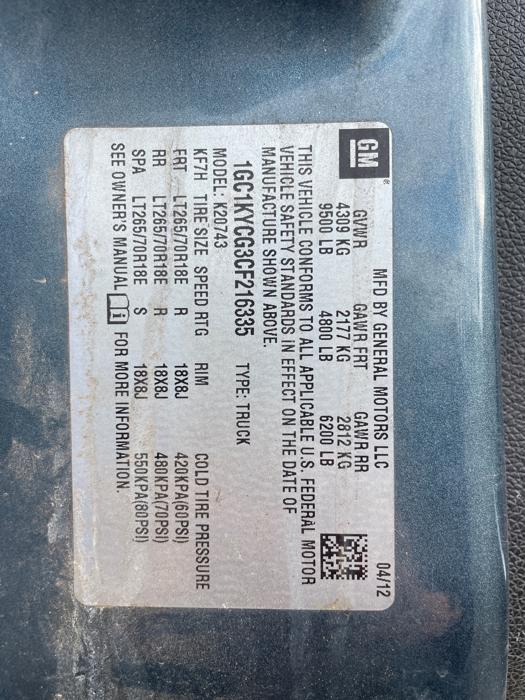 GM®
MFD BY GENERAL MOTORS LLC 04/12
GVWR GAWR FRT GAWR RR
4309 KG 2177 KG 2812 KG
9500 LB 4800 LB 6200 LB
THIS VEHICLE CONFORMS TO ALL APPLICABLE U.S. FEDERAL MOTOR
VEHICLE SAFETY STANDARDS IN EFFECT ON THE DATE OF
MANUFACTURE SHOWN ABOVE.
1GC1KYCG3CF216335 TYPE: TRUCK
MODEL: K20743
KF7H TIRE SIZE SPEED RTG RIM COLD TIRE PRESSURE
FRT LT265/70R18E R 18X8J 420KPA(60PSI)
RR LT265/70R18E R 18X8J 480KPA(70PSI)
SPA LT265/70R18E S 18X8J 550KPA(80PSI)
SEE OWNER'S MANUAL i FOR MORE INFORMATION.